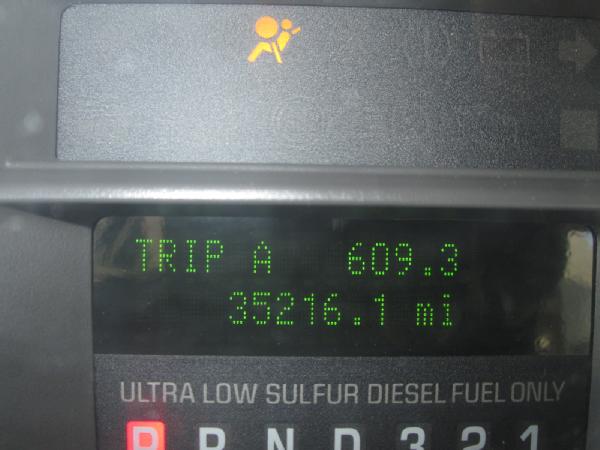 TRIP A 609.3
35216.1 mi
ULTRA LOW SULFUR DIESEL FUEL ONLY
P R N D 3 2 1